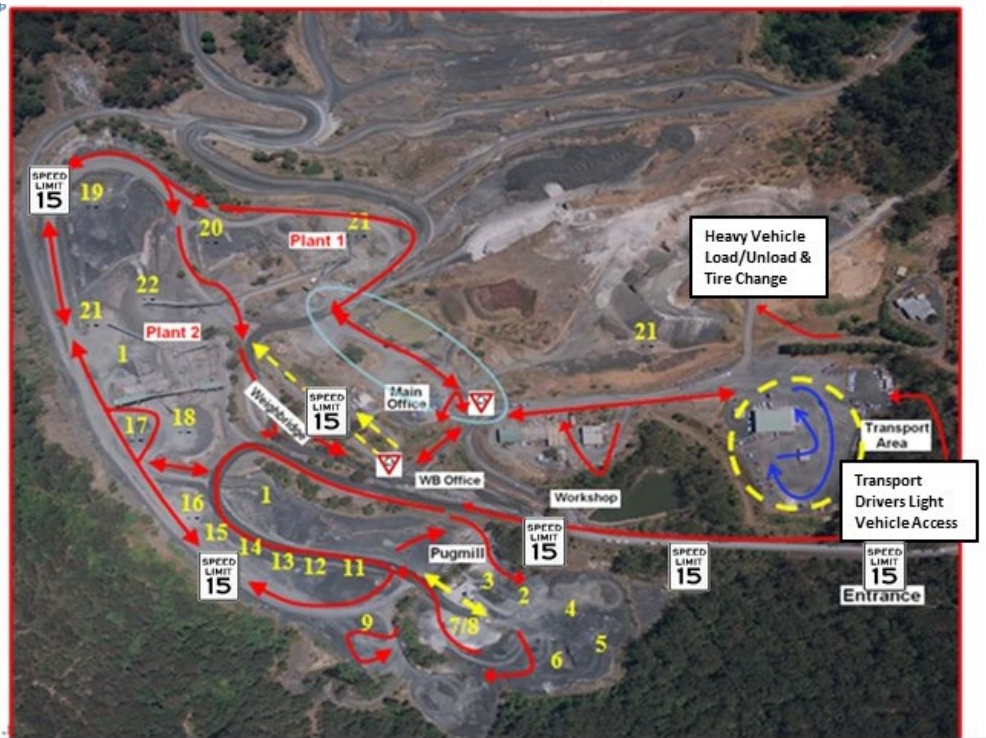 SPEED
LIMIT
15
19
20
21
Plant 1
Heavy Vehicle
Load/Unload &
Tire Change
22
21
Plant 2
1
21
Main
Office
SPEED
LIMIT
15
Weighbridge
17
18
Transport
Area
WB Office
Workshop
Transport
Drivers Light
Vehicle Access
16
1
15
14
13
12
11
SPEED
LIMIT
15
Pugmill
SPEED
LIMIT
15
SPEED
LIMIT
15
SPEED
LIMIT
15
Entrance
3
2
4
9
7/8
5
6